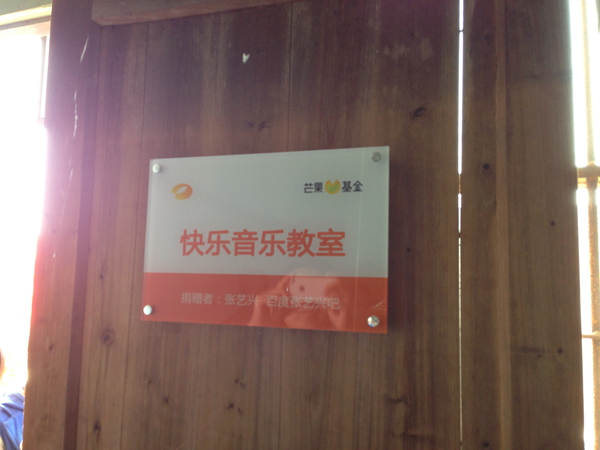 芒果基金
快乐音乐教室
捐赠者：张艺兴 百度张艺兴吧